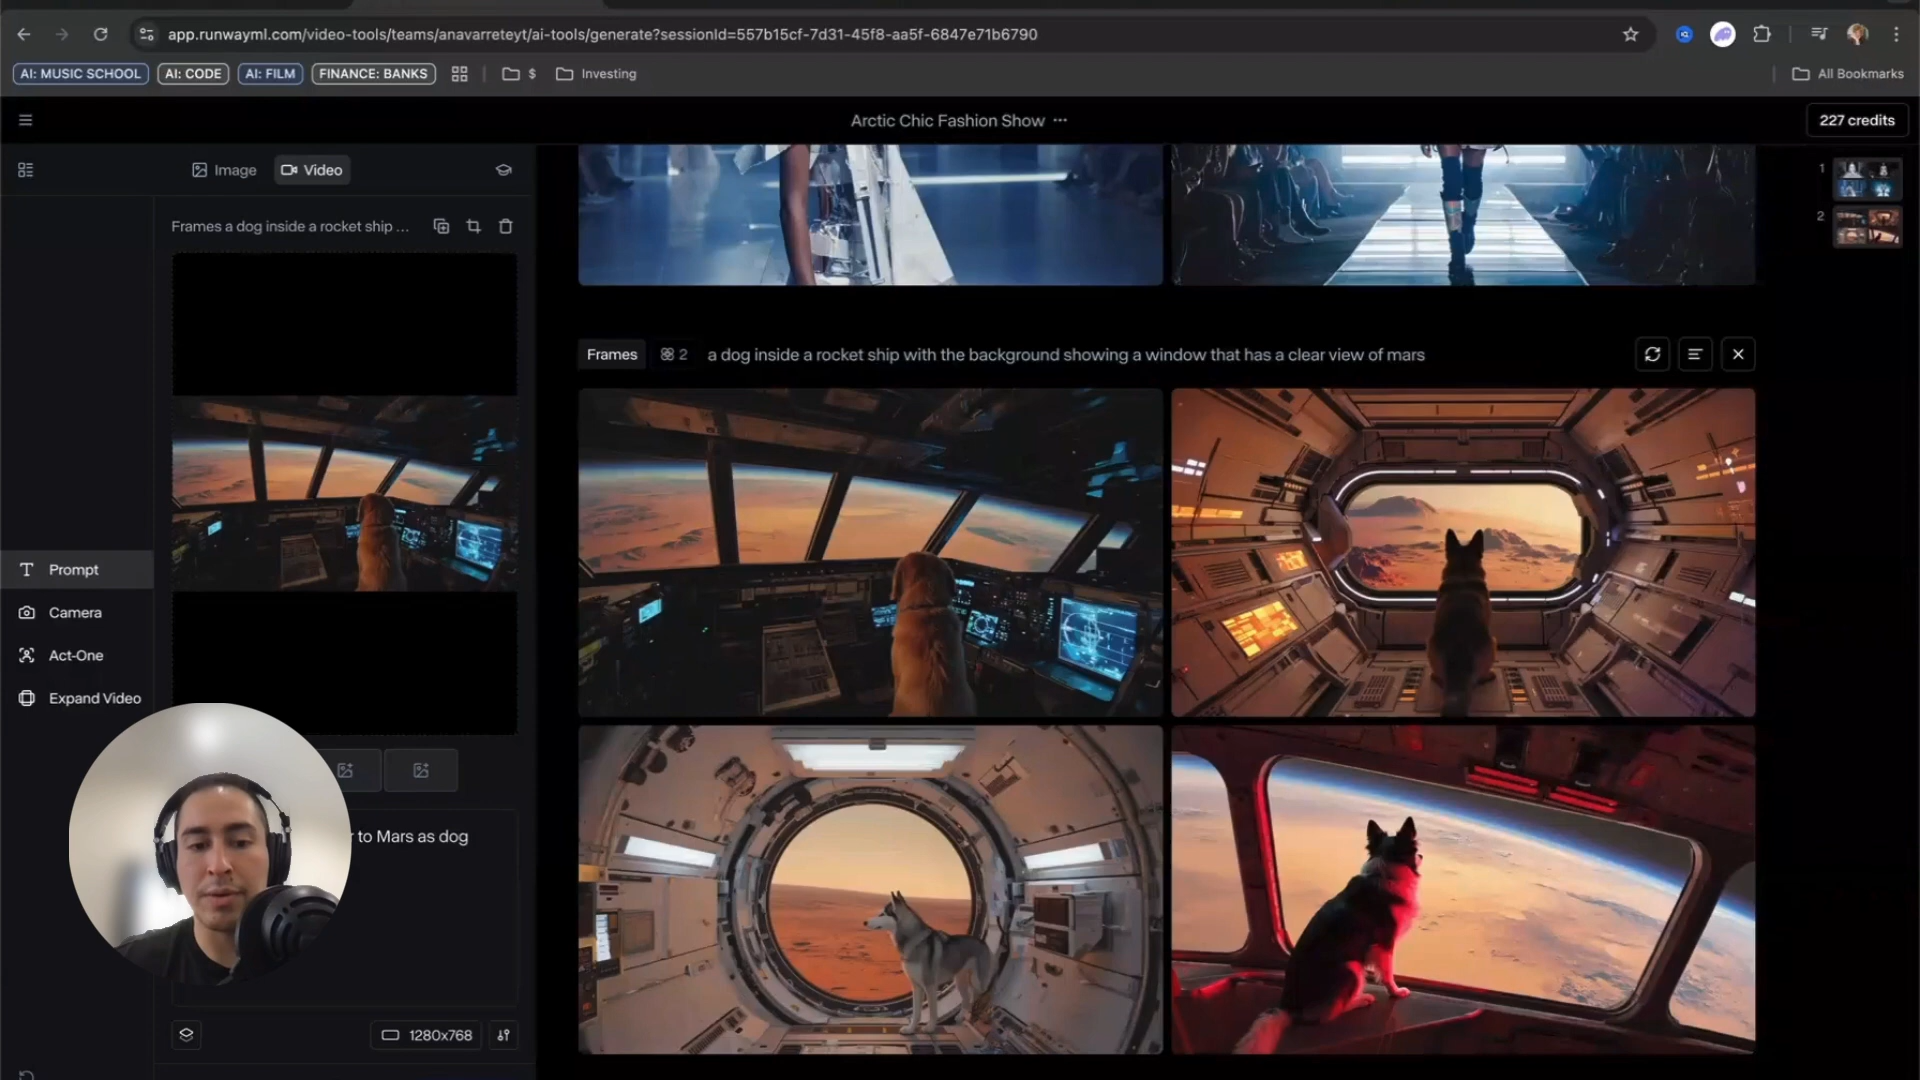 app.runwayml.com/video-tools/teams/anavarreteyt/ai-tools/generate?sessionId=557b15cf-7d31-45f8-aa5f-6847e71b6790
AI: MUSIC SCHOOL AI: CODE AI: FILM FINANCE: BANKS $ Investing All Bookmarks
Arctic Chic Fashion Show ··· 227 credits
Image Video
Frames a dog inside a rocket ship ...
1
2
Frames 2 a dog inside a rocket ship with the background showing a window that has a clear view of mars
Prompt
Camera
Act-One
Expand Video
to Mars as dog
1280x768